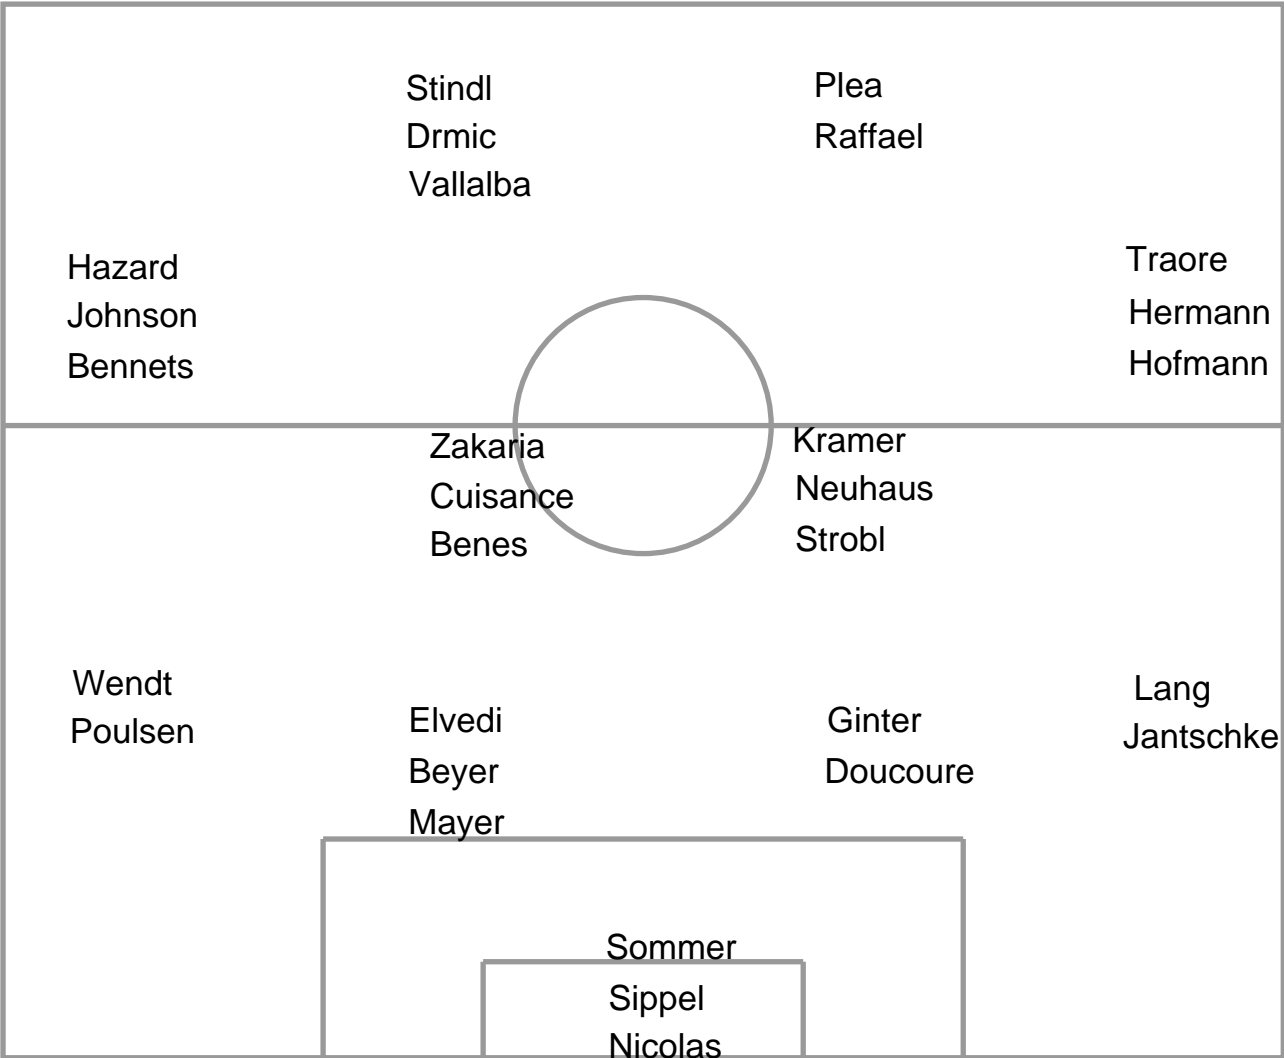 Stindl
Drmic
Vallalba
Plea
Raffael
Hazard
Johnson
Bennets
Traore
Hermann
Hofmann
Zakaria
Cuisance
Benes
Kramer
Neuhaus
Strobl
Wendt
Poulsen
Elvedi
Beyer
Mayer
Ginter
Doucoure
Lang
Jantschke
Sommer
Sippel
Nicolas